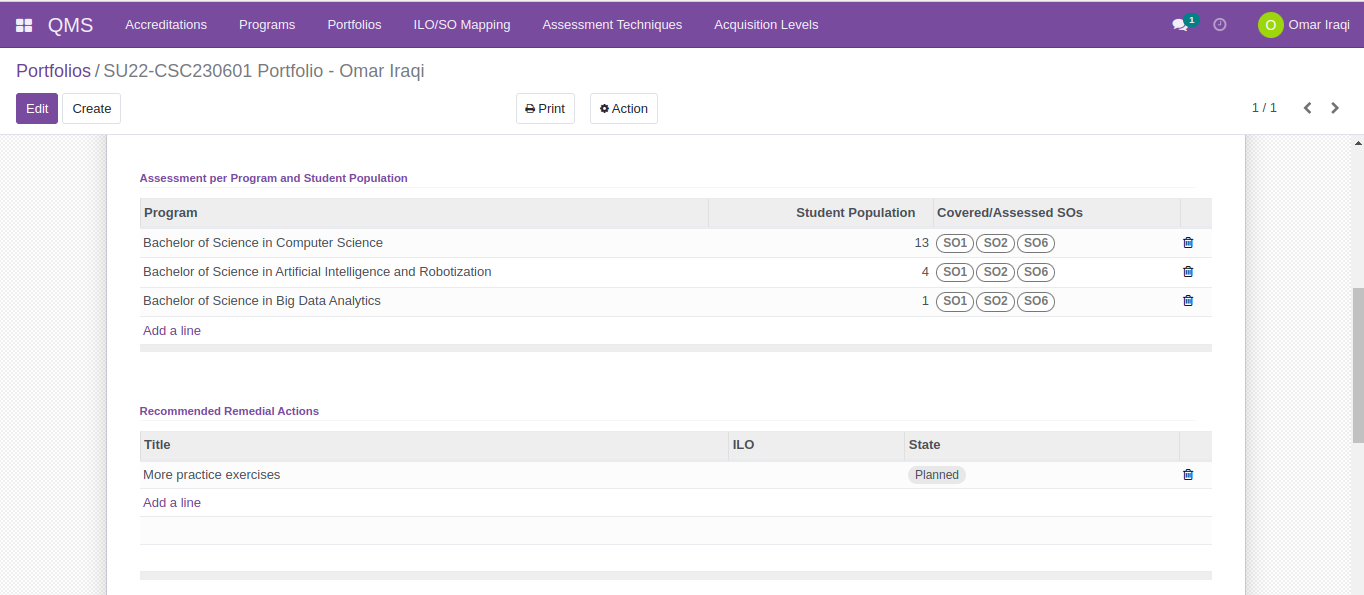 QMS Accreditations Programs Portfolios ILO/SO Mapping Assessment Techniques Acquisition Levels 1 O Omar Iraqi
Portfolios / SU22-CSC230601 Portfolio - Omar Iraqi
Edit Create Print Action 1 / 1
Assessment per Program and Student Population
Program Student Population Covered/Assessed SOs
Bachelor of Science in Computer Science 13 SO1 SO2 SO6
Bachelor of Science in Artificial Intelligence and Robotization 4 SO1 SO2 SO6
Bachelor of Science in Big Data Analytics 1 SO1 SO2 SO6
Add a line
Recommended Remedial Actions
Title ILO State
More practice exercises Planned
Add a line